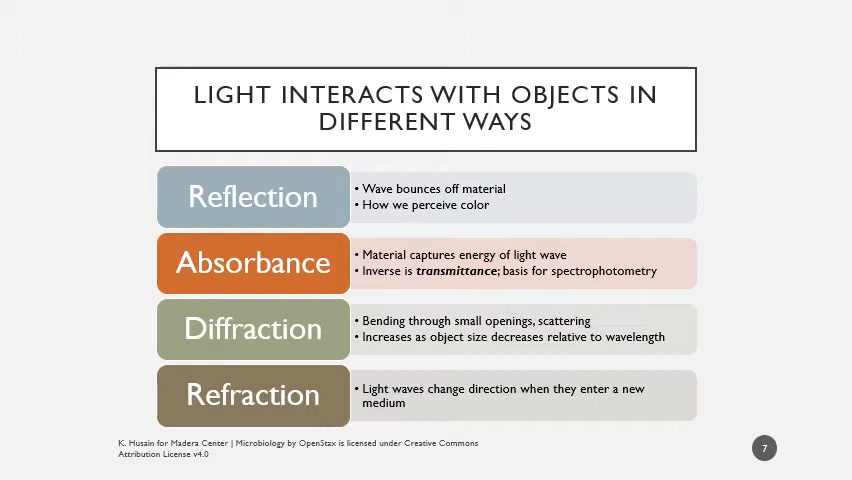 LIGHT INTERACTS WITH OBJECTS IN
DIFFERENT WAYS
Reflection
• Wave bounces off material
• How we perceive color
Absorbance
• Material captures energy of light wave
• Inverse is transmittance; basis for spectrophotometry
Diffraction
• Bending through small openings, scattering
• Increases as object size decreases relative to wavelength
Refraction
• Light waves change direction when they enter a new
medium
K. Husain for Madera Center | Microbiology by OpenStax is licensed under Creative Commons
Attribution License v4.0
7